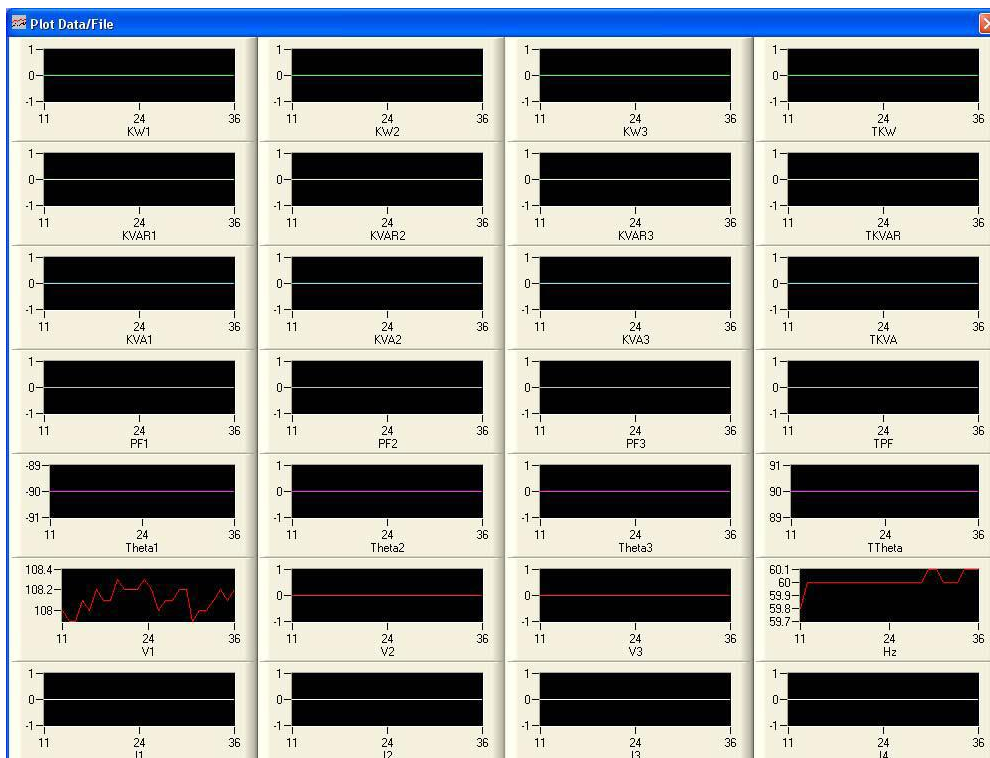 Plot Data/File
1 1 1 1
0 0 0 0
-1 -1 -1 -1
11 24 36 11 24 36 11 24 36 11 24 36
KW1 KW2 KW3 TKW
1 1 1 1
0 0 0 0
-1 -1 -1 -1
11 24 36 11 24 36 11 24 36 11 24 36
KVAR1 KVAR2 KVAR3 TKVAR
1 1 1 1
0 0 0 0
-1 -1 -1 -1
11 24 36 11 24 36 11 24 36 11 24 36
KVA1 KVA2 KVA3 TKVA
1 1 1 1
0 0 0 0
-1 -1 -1 -1
11 24 36 11 24 36 11 24 36 11 24 36
PF1 PF2 PF3 TPF
-89 1 1 91
-90 0 0 90
-91 -1 -1 89
11 24 36 11 24 36 11 24 36 11 24 36
Theta1 Theta2 Theta3 TTheta
108.4 1 1 60.1
108.2 0 0 60
108 -1 -1 59.9
59.8
59.7
11 24 36 11 24 36 11 24 36 11 24 36
V1 V2 V3 Hz
1 1 1 1
0 0 0 0
-1 -1 -1 -1
11 24 36 11 24 36 11 24 36 11 24 36
I1 I2 I3 I4